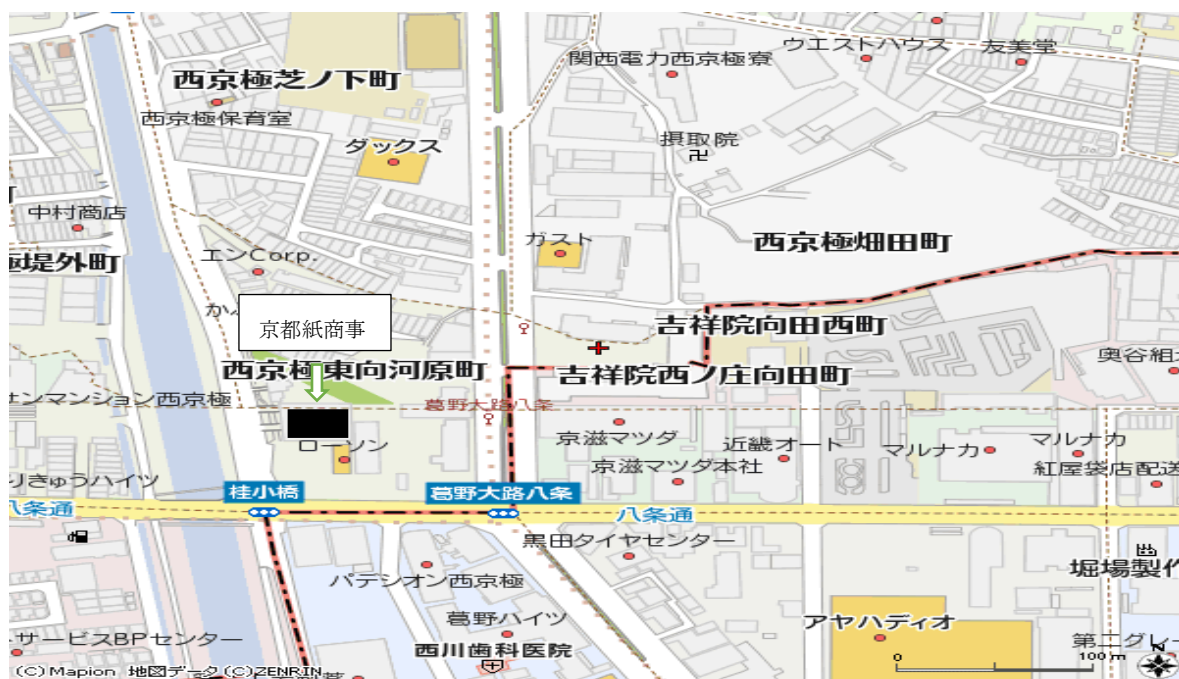 関西電力西京極寮
ウエストハウス
友美堂
西京極芝ノ下町
西京極保育室
ダックス
摂取院
中村商店
ガスト
西京極畑田町
極堤外町
エンCorp.
京都紙商事
吉祥院向田西町
西京極東向河原町
吉祥院西ノ庄向田町
奥谷組
サンマンション西京極
葛野大路八条
京滋マツダ
近畿オート
マルナカ
マルナカ
ローソン
京滋マツダ本社
紅屋袋店配送
りきゅうハイツ
桂小橋
葛野大路八条
八条通
八条通
黒田タイヤセンター
パデシオン西京極
堀場製作
葛野ハイツ
アヤハディオ
サービスBPセンター
西川歯科医院
第二グレー
0
100m
N
(C)Mapion 地図データ(C)ZENRIN